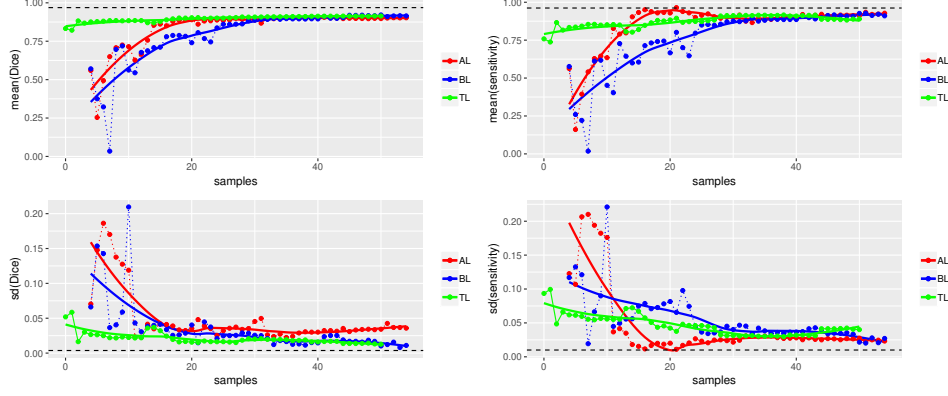 mean(Dice)
1.00
0.75
0.50
0.25
0.00
0
20
40
samples
AL
BL
TL
mean(sensitivity)
1.00
0.75
0.50
0.25
0.00
0
20
40
samples
AL
BL
TL
sd(Dice)
0.20
0.15
0.10
0.05
0.00
0
20
40
samples
AL
BL
TL
sd(sensitivity)
0.20
0.15
0.10
0.05
0.00
0
20
40
samples
AL
BL
TL